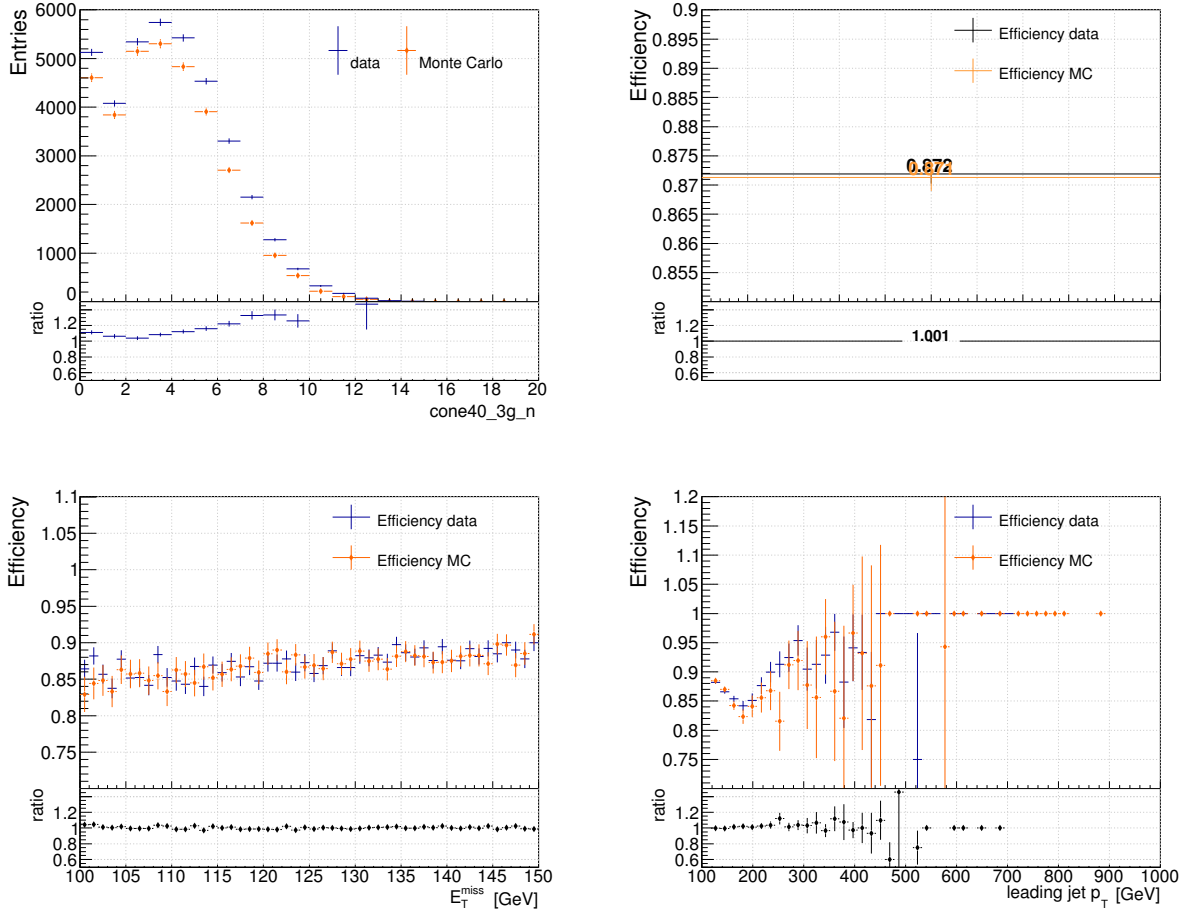 Entries
6000
5000
4000
3000
2000
1000
0
data
Monte Carlo
ratio
1.2
1
0.8
0.6
0 2 4 6 8 10 12 14 16 18 20
cone40_3g_n
Efficiency
0.9
0.895
0.89
0.885
0.88
0.875
0.87
0.865
0.86
0.855
Efficiency data
Efficiency MC
0.872
ratio
1.2
1
0.8
0.6
1.001
Efficiency
1.1
1.05
1
0.95
0.9
0.85
0.8
0.75
Efficiency data
Efficiency MC
ratio
1.2
1
0.8
0.6
100 105 110 115 120 125 130 135 140 145 150
E_T^miss [GeV]
Efficiency
1.2
1.15
1.1
1.05
1
0.95
0.9
0.85
0.8
0.75
Efficiency data
Efficiency MC
ratio
1.2
1
0.8
0.6
100 200 300 400 500 600 700 800 900 1000
leading jet p_T [GeV]